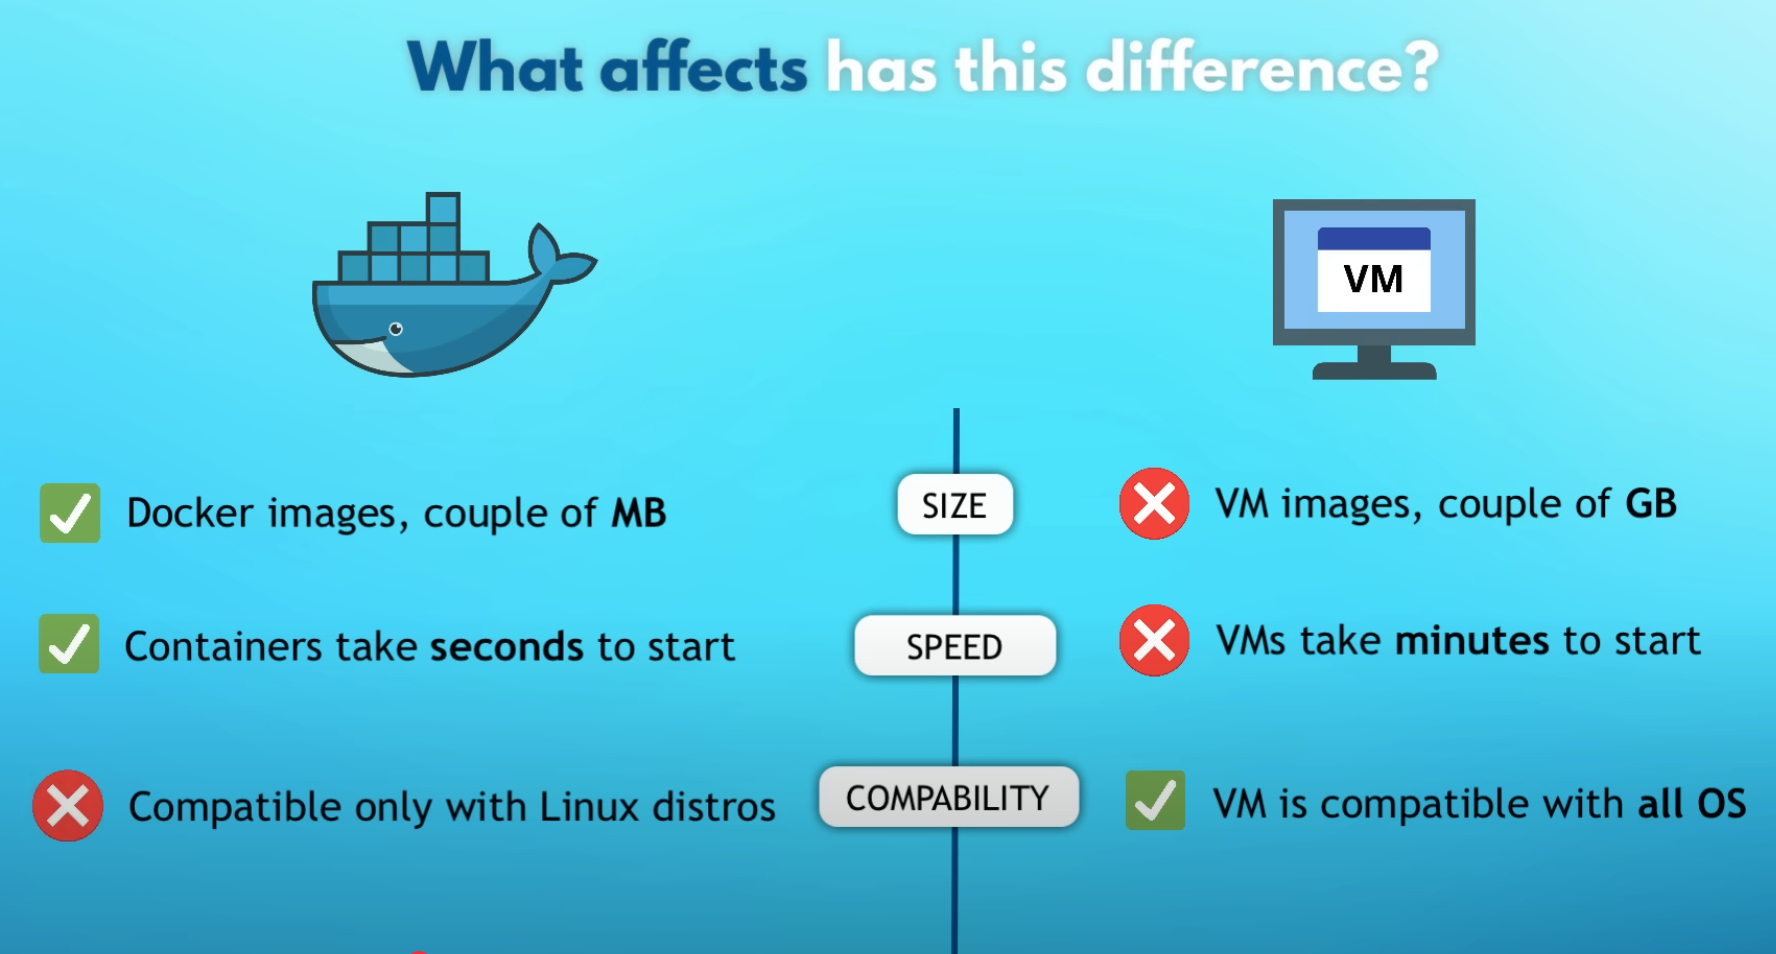 What affects has this difference?
VM
Docker images, couple of MB
SIZE
VM images, couple of GB
Containers take seconds to start
SPEED
VMs take minutes to start
Compatible only with Linux distros
COMPABILITY
VM is compatible with all OS